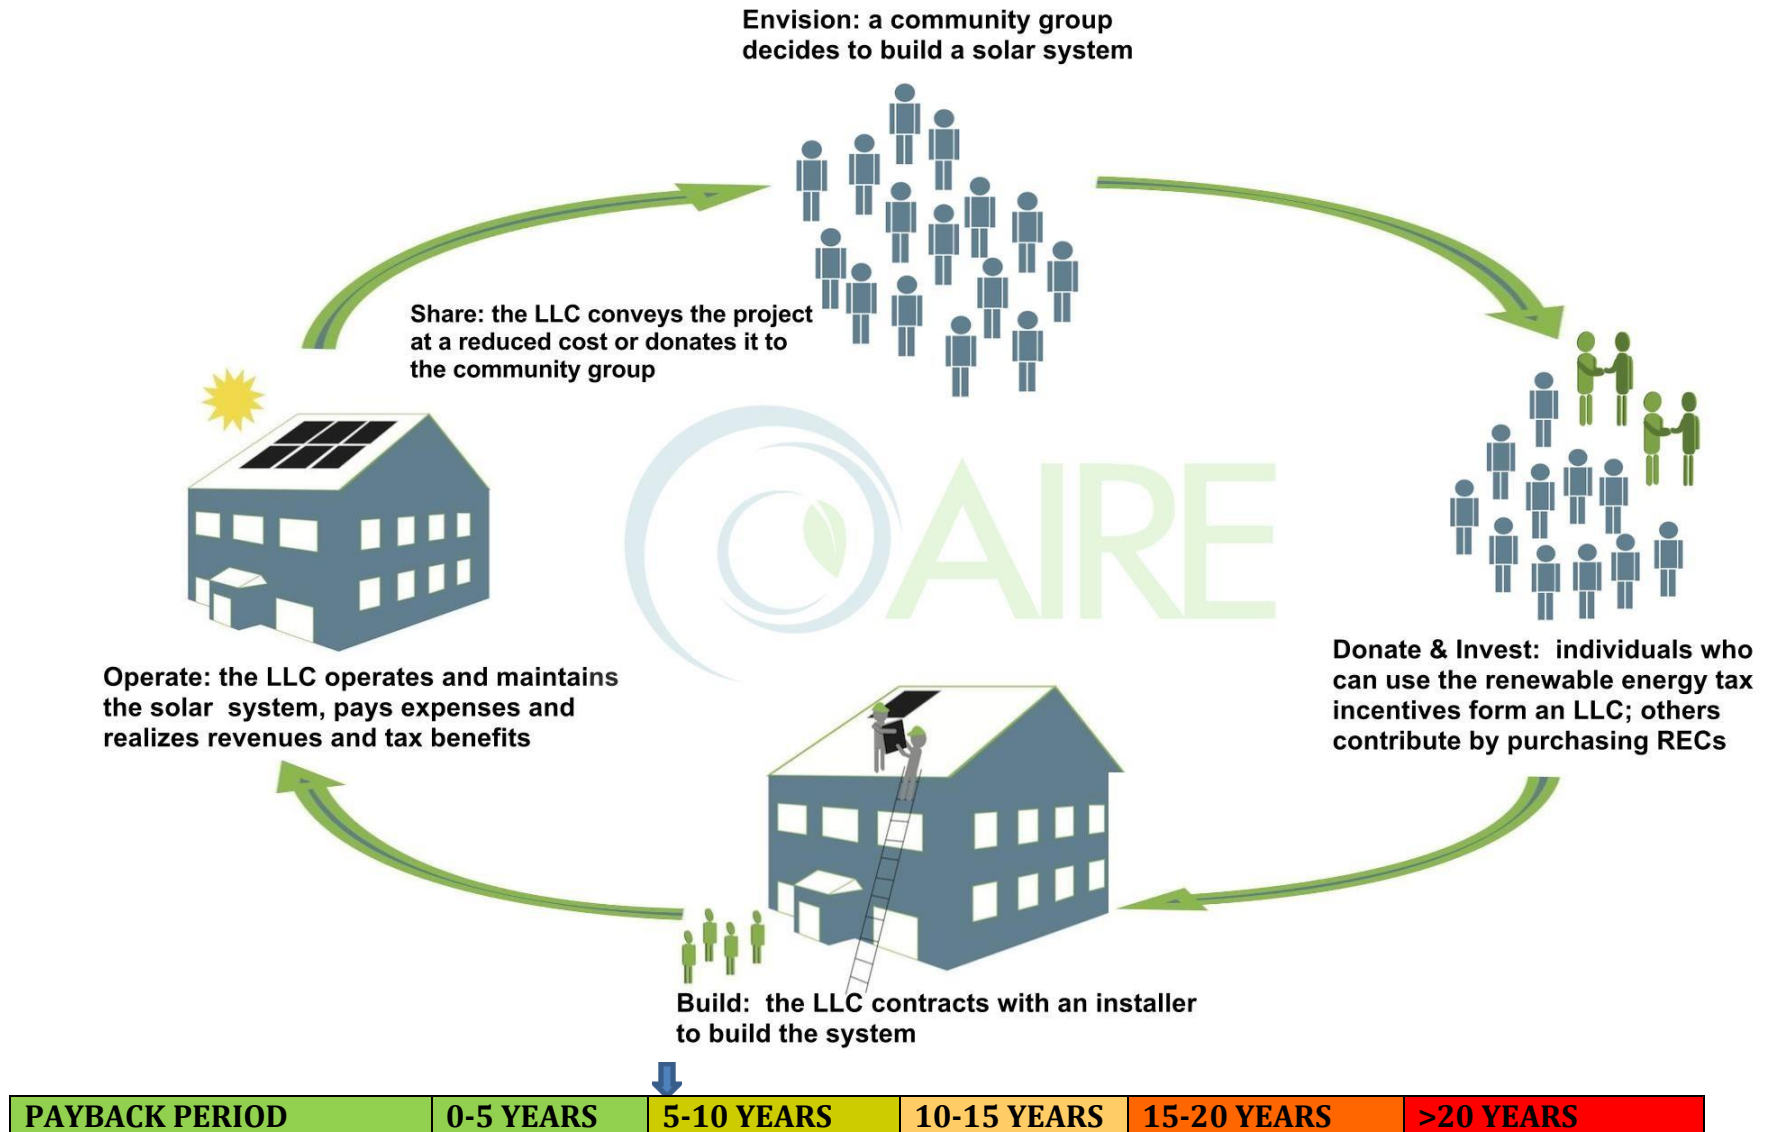 Envision: a community group
decides to build a solar system
Share: the LLC conveys the project
at a reduced cost or donates it to
the community group
AIRE
Donate & Invest: individuals who
can use the renewable energy tax
incentives form an LLC; others
contribute by purchasing RECs
Operate: the LLC operates and maintains
the solar system, pays expenses and
realizes revenues and tax benefits
Build: the LLC contracts with an installer
to build the system
PAYBACK PERIOD 0-5 YEARS 5-10 YEARS 10-15 YEARS 15-20 YEARS >20 YEARS